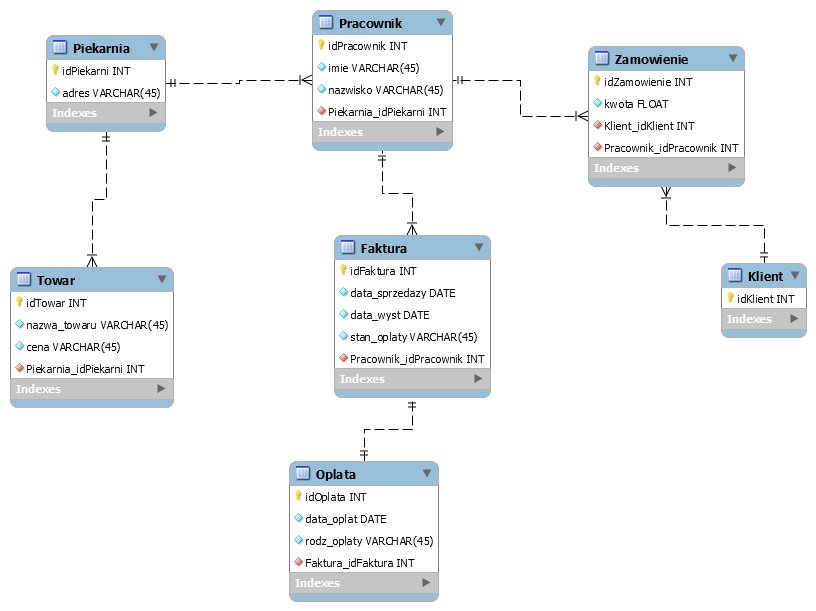 Piekarnia
idPiekarni INT
adres VARCHAR(45)
Indexes
Pracownik
idPracownik INT
imie VARCHAR(45)
nazwisko VARCHAR(45)
Piekarnia_idPiekarni INT
Indexes
Zamowienie
idZamowienie INT
kwota FLOAT
Klient_idKlient INT
Pracownik_idPracownik INT
Indexes
Towar
idTowar INT
nazwa_towaru VARCHAR(45)
cena VARCHAR(45)
Piekarnia_idPiekarni INT
Indexes
Faktura
idFaktura INT
data_sprzedazy DATE
data_wyst DATE
stan_oplaty VARCHAR(45)
Pracownik_idPracownik INT
Indexes
Klient
idKlient INT
Indexes
Oplata
idOplata INT
data_oplat DATE
rodz_oplaty VARCHAR(45)
Faktura_idFaktura INT
Indexes